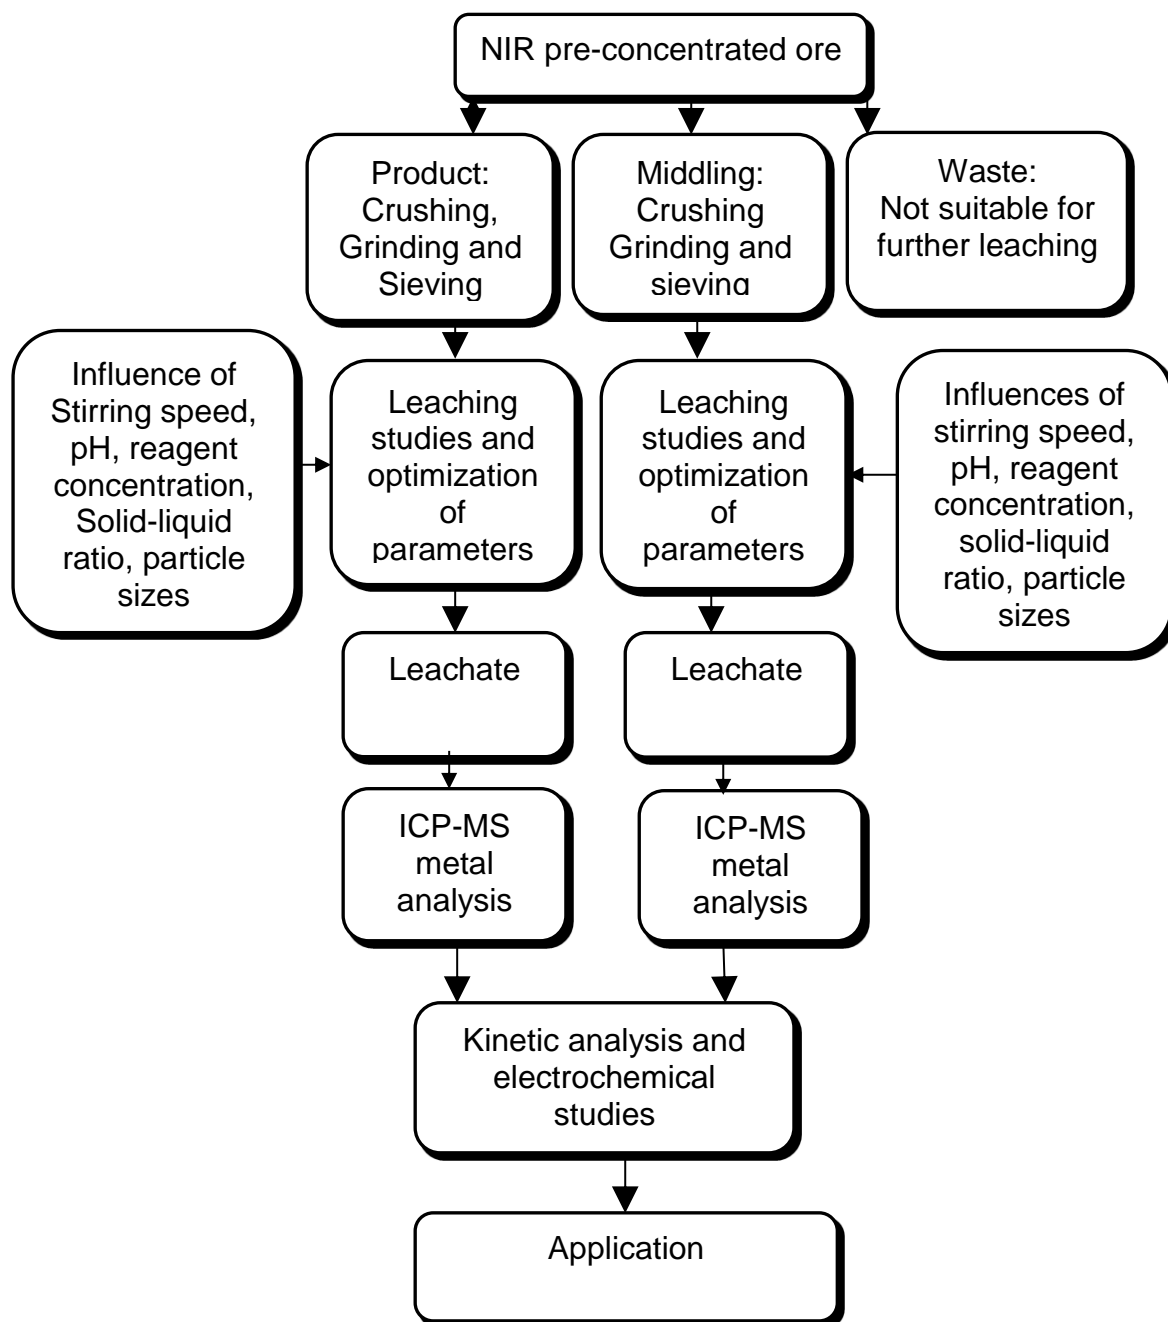 NIR pre-concentrated ore
Product:
Crushing,
Grinding and
Sieving
Middling:
Crushing
Grinding and
sieving
Waste:
Not suitable for
further leaching
Influence of
Stirring speed,
pH, reagent
concentration,
Solid-liquid
ratio, particle
sizes
Leaching
studies and
optimization
of
parameters
Leaching
studies and
optimization
of
parameters
Influences of
stirring speed,
pH, reagent
concentration,
solid-liquid
ratio, particle
sizes
Leachate
Leachate
ICP-MS
metal
analysis
ICP-MS
metal
analysis
Kinetic analysis and
electrochemical
studies
Application